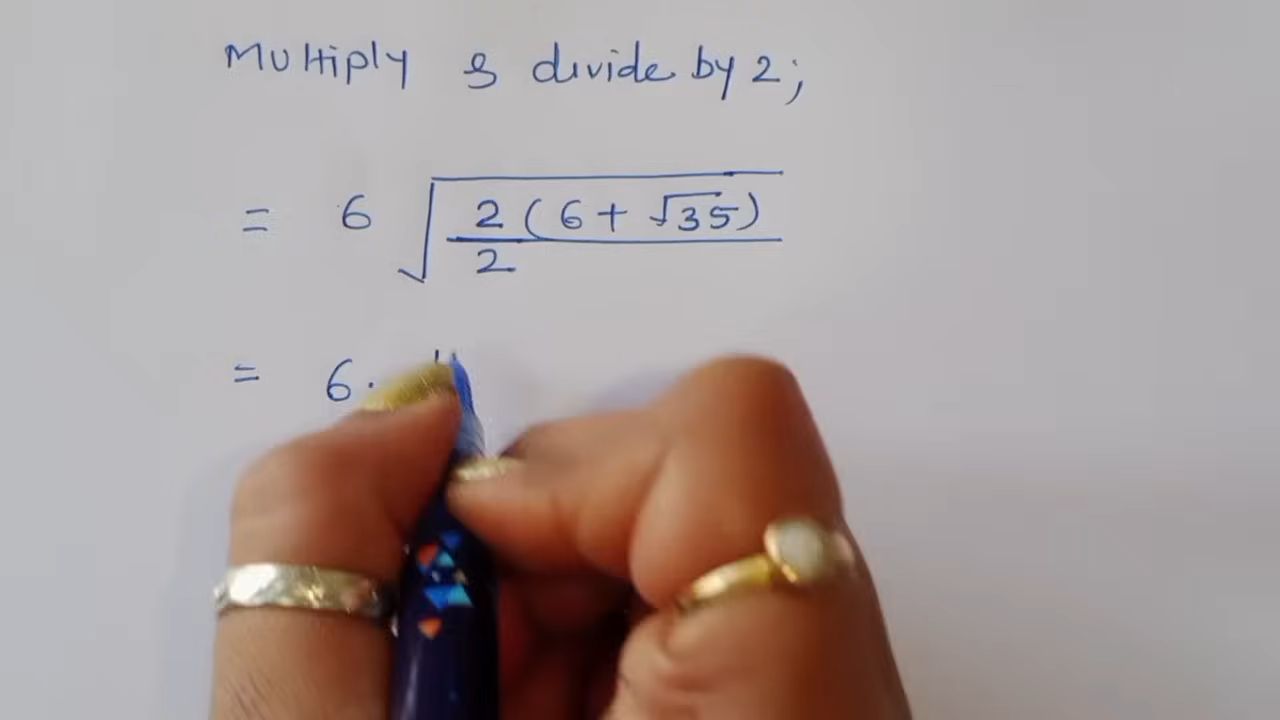 Multiply & divide by 2;
= 6 √(2(6 + √35)/2)
= 6.